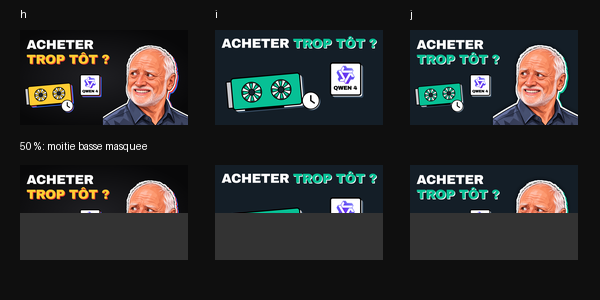 h
i
j
ACHETER
TROP TÔT ?
QWEN 4
ACHETER TROP TÔT ?
QWEN 4
ACHETER
TROP TÔT ?
QWEN 4
50 %: moitie basse masquee
ACHETER
TROP TÔT ?
ACHETER TROP TÔT ?
ACHETER
TROP TÔT ?